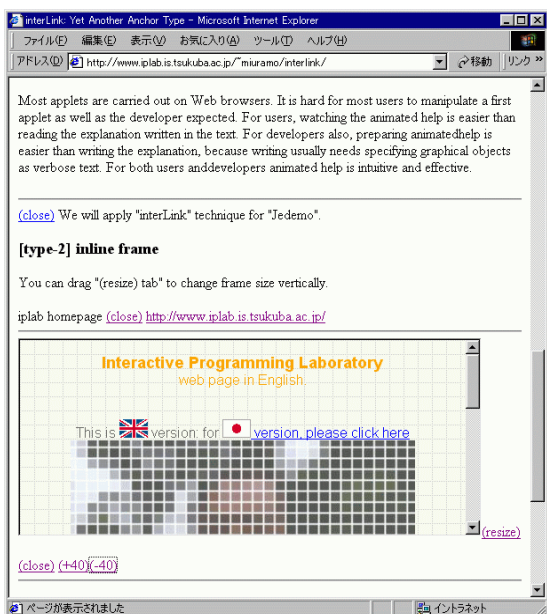 interLink: Yet Another Anchor Type - Microsoft Internet Explorer
ファイル(F) 編集(E) 表示(V) お気に入り(A) ツール(T) ヘルプ(H)
アドレス(D) http://www.iplab.is.tsukuba.ac.jp/~miuramo/interlink/ 移動 リンク »
Most applets are carried out on Web browsers. It is hard for most users to manipulate a first
applet as well as the developer expected. For users, watching the animated help is easier than
reading the explanation written in the text. For developers also, preparing animatedhelp is
easier than writing the explanation, because writing usually needs specifying graphical objects
as verbose text. For both users anddevelopers animated help is intuitive and effective.
(close) We will apply "interLink" technique for "Jedemo".
[type-2] inline frame
You can drag "(resize) tab" to change frame size vertically.
iplab homepage (close) http://www.iplab.is.tsukuba.ac.jp/
Interactive Programming Laboratory
web page in English.
This is version; for version, please click here
(resize)
(close) (+40)(-40)
ページが表示されました イントラネット